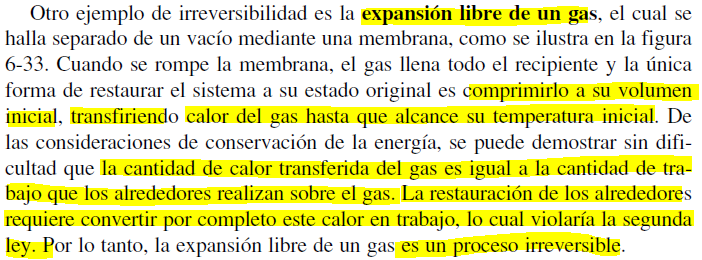 Otro ejemplo de irreversibilidad es la expansión libre de un gas, el cual se
halla separado de un vacío mediante una membrana, como se ilustra en la figura
6-33. Cuando se rompe la membrana, el gas llena todo el recipiente y la única
forma de restaurar el sistema a su estado original es comprimirlo a su volumen
inicial, transfiriendo calor del gas hasta que alcance su temperatura inicial. De
las consideraciones de conservación de la energía, se puede demostrar sin difi-
cultad que la cantidad de calor transferida del gas es igual a la cantidad de tra-
bajo que los alrededores realizan sobre el gas. La restauración de los alrededores
requiere convertir por completo este calor en trabajo, lo cual violaría la segunda
ley. Por lo tanto, la expansión libre de un gas es un proceso irreversible.